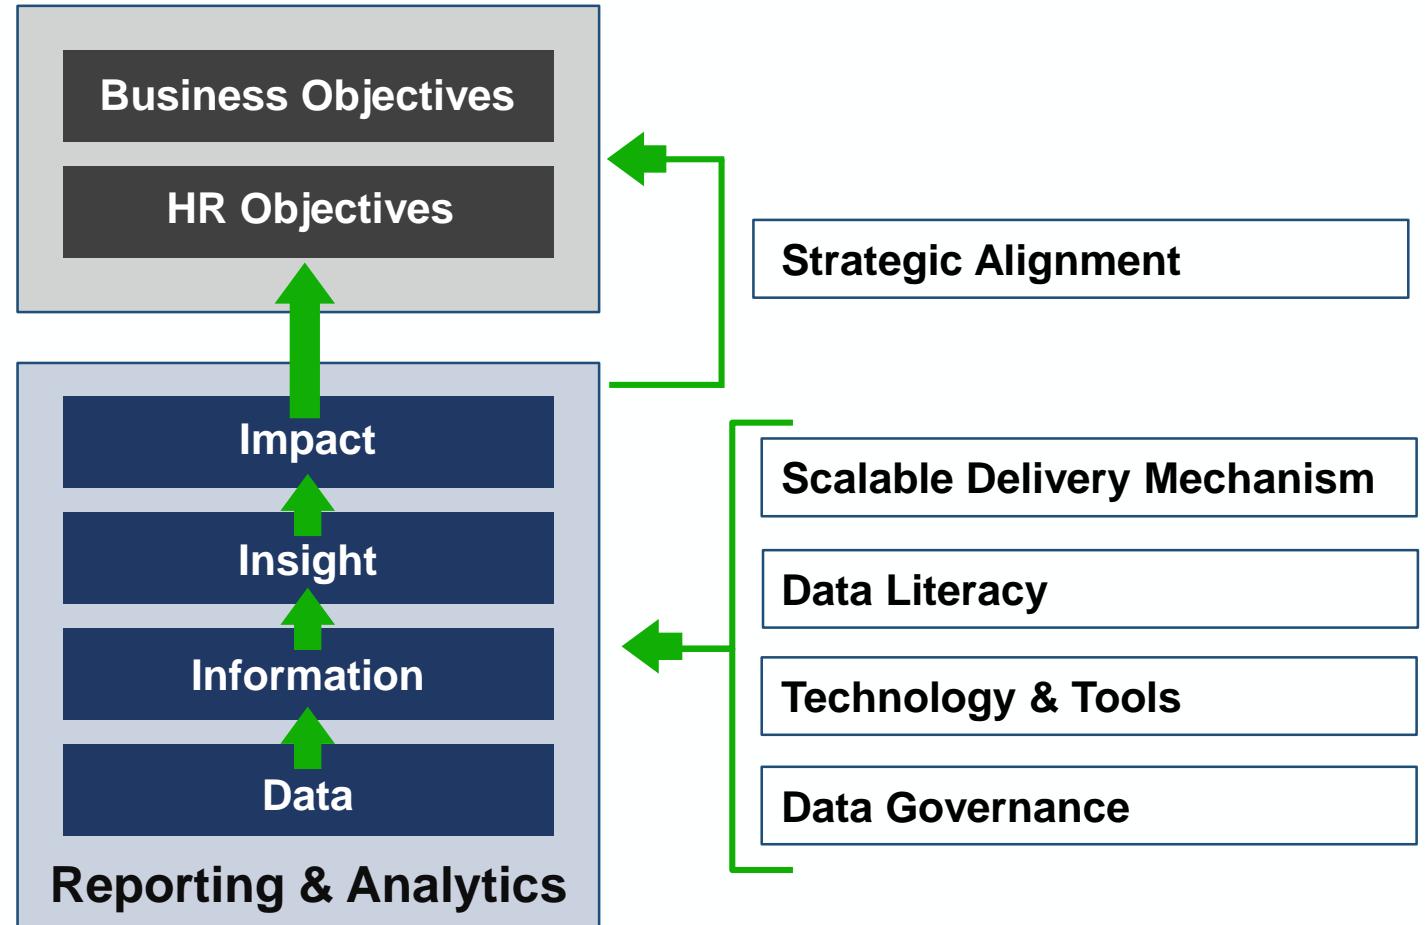 Business Objectives
HR Objectives
Strategic Alignment
Impact
Insight
Information
Data
Reporting & Analytics
Scalable Delivery Mechanism
Data Literacy
Technology & Tools
Data Governance